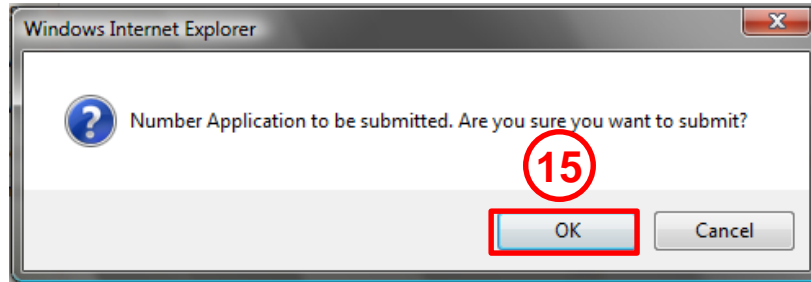 Windows Internet Explorer
Number Application to be submitted. Are you sure you want to submit?
15
OK
Cancel